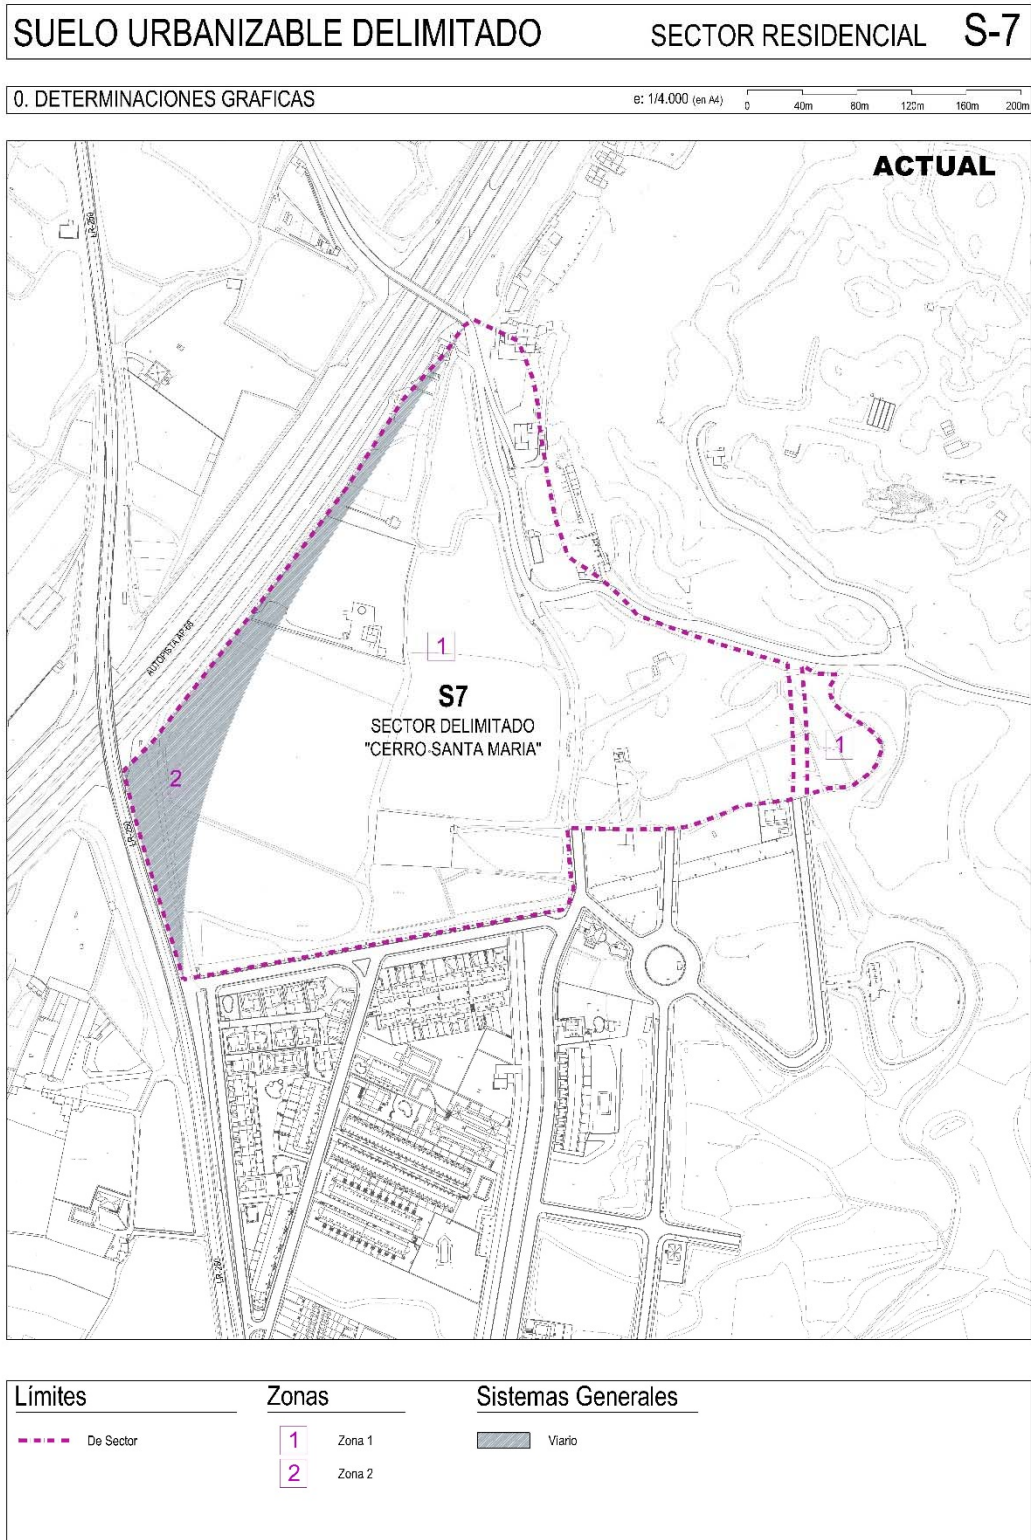 SUELO URBANIZABLE DELIMITADO SECTOR RESIDENCIAL S-7
0. DETERMINACIONES GRAFICAS e: 1/4.000 (en A4) 0 40m 80m 120m 160m 200m
ACTUAL
LR-250
AUTOPISTA AP-68
1
S7
SECTOR DELIMITADO
"CERRO SANTA MARIA"
1
2
LR-250
LR-250
Límites Zonas Sistemas Generales
De Sector 1 Zona 1 Viario
2 Zona 2